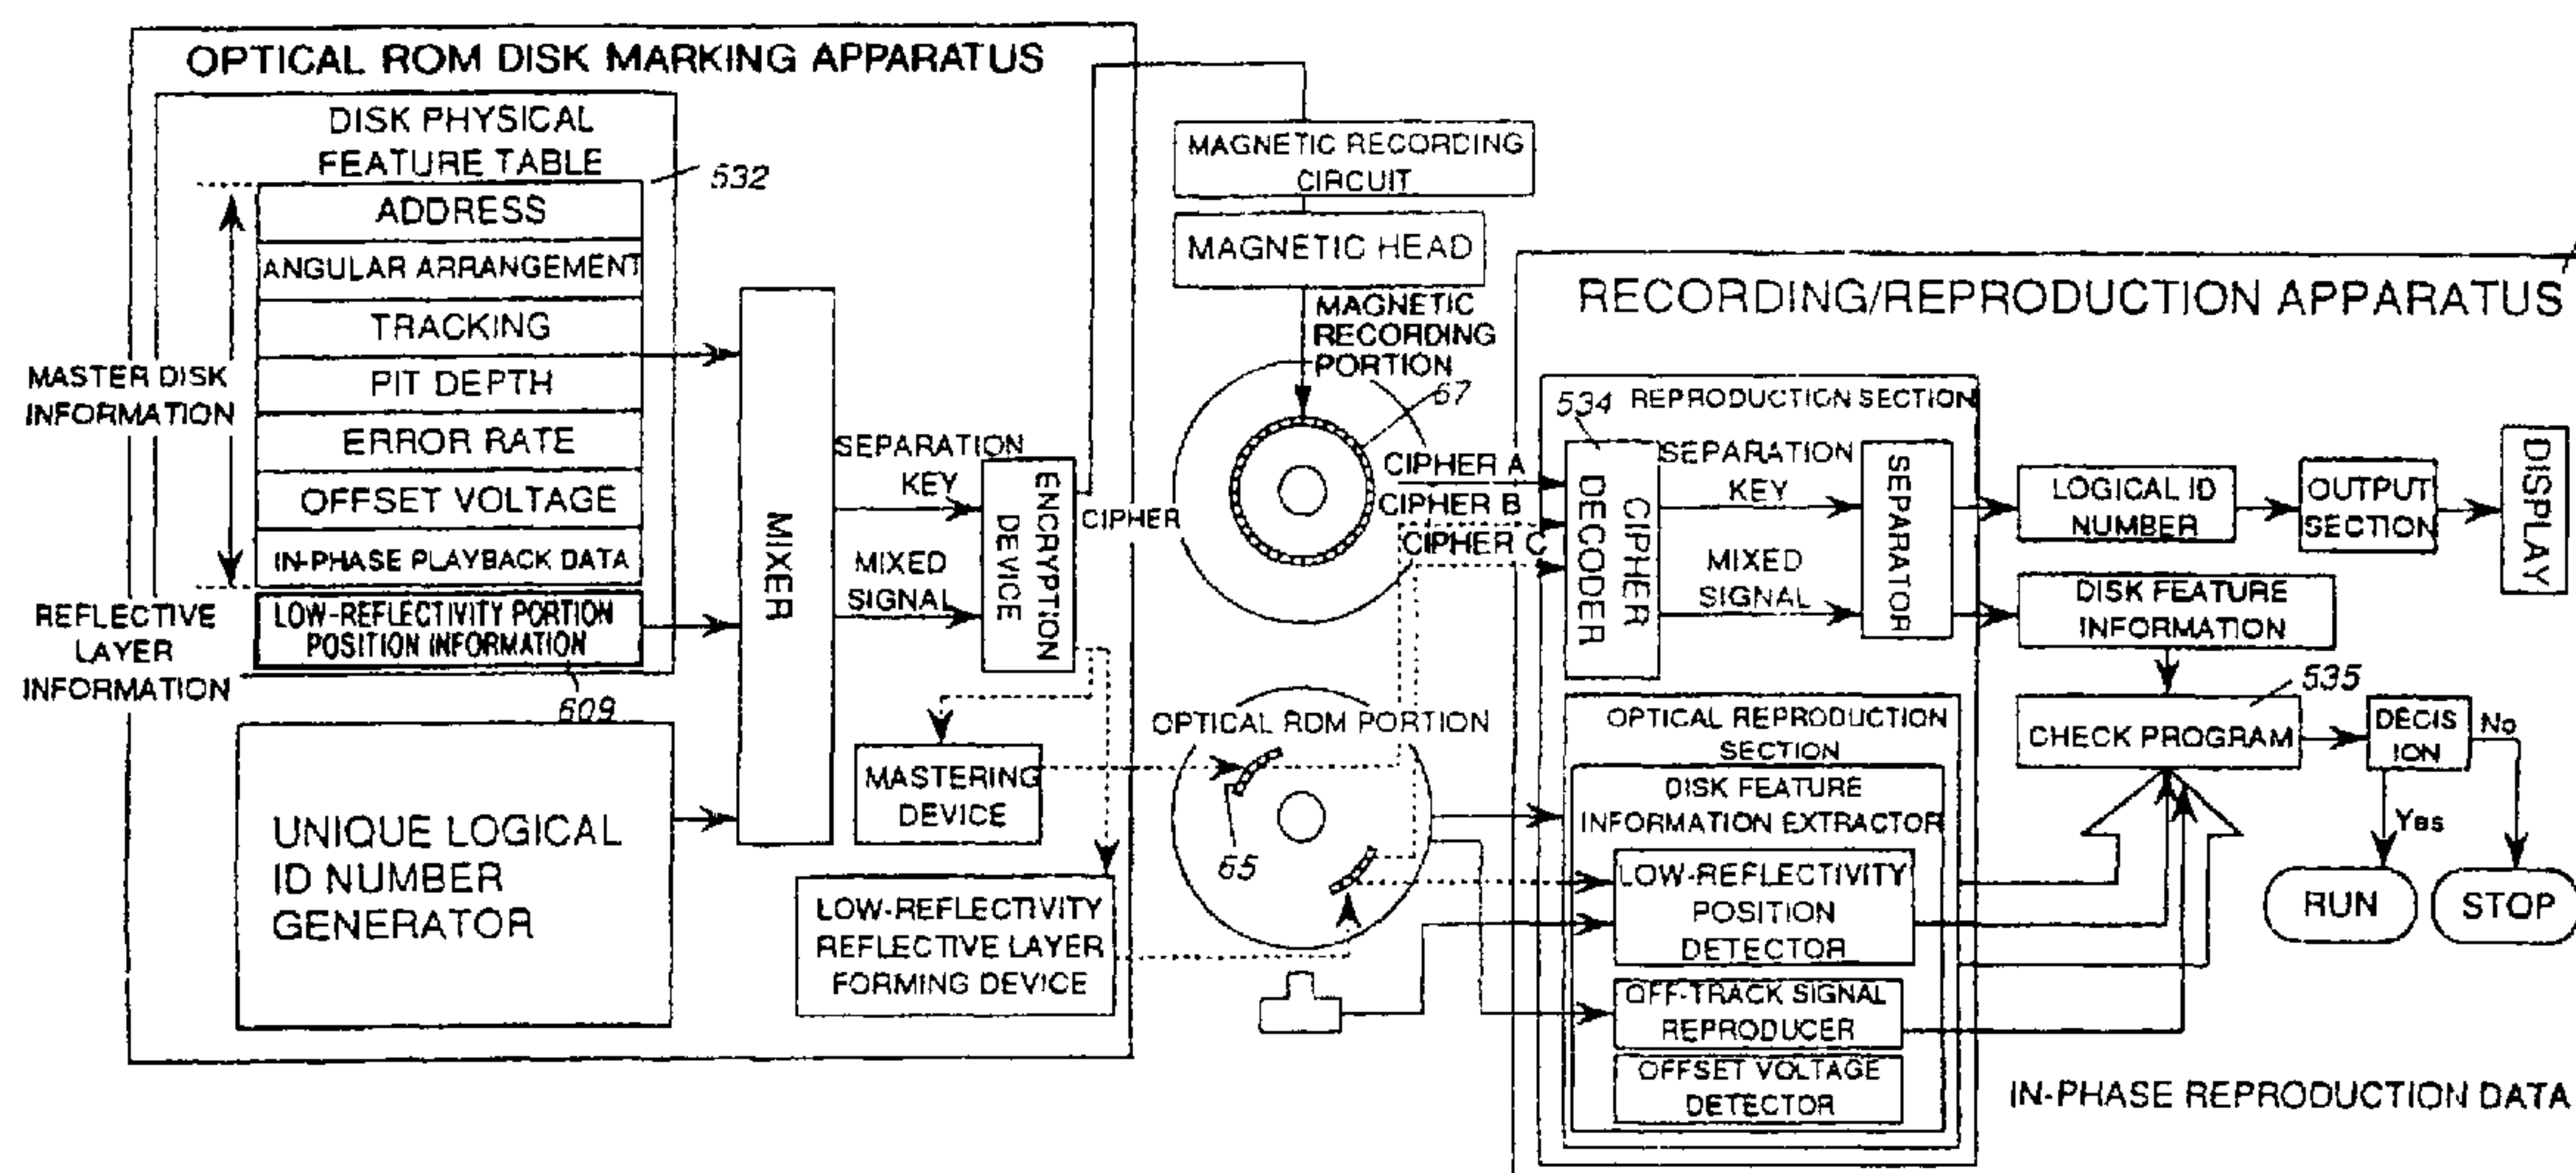 OPTICAL ROM DISK MARKING APPARATUS
DISK PHYSICAL
FEATURE TABLE
532
ADDRESS
ANGULAR ARRANGEMENT
TRACKING
PIT DEPTH
ERROR RATE
OFFSET VOLTAGE
IN-PHASE PLAYBACK DATA
LOW-REFLECTIVITY PORTION
POSITION INFORMATION
609
MASTER DISK
INFORMATION
REFLECTIVE
LAYER
INFORMATION
UNIQUE LOGICAL
ID NUMBER
GENERATOR
MIXER
SEPARATION
KEY
MIXED
SIGNAL
ENCRYPTION
DEVICE
CIPHER
MASTERING
DEVICE
LOW-REFLECTIVITY
REFLECTIVE LAYER
FORMING DEVICE
MAGNETIC RECORDING
CIRCUIT
MAGNETIC HEAD
MAGNETIC
RECORDING
PORTION
67
CIPHER A
CIPHER B
CIPHER C
OPTICAL ROM PORTION
65
RECORDING/REPRODUCTION APPARATUS
REPRODUCTION SECTION
534
CIPHER
DECODER
SEPARATION
KEY
MIXED
SIGNAL
SEPARATOR
LOGICAL ID
NUMBER
OUTPUT
SECTION
DISPLAY
DISK FEATURE
INFORMATION
535
CHECK PROGRAM
DECIS
ION
No
Yes
RUN
STOP
OPTICAL REPRODUCTION
SECTION
DISK FEATURE
INFORMATION EXTRACTOR
LOW-REFLECTIVITY
POSITION
DETECTOR
OFF-TRACK SIGNAL
REPRODUCER
OFFSET VOLTAGE
DETECTOR
IN-PHASE REPRODUCTION DATA